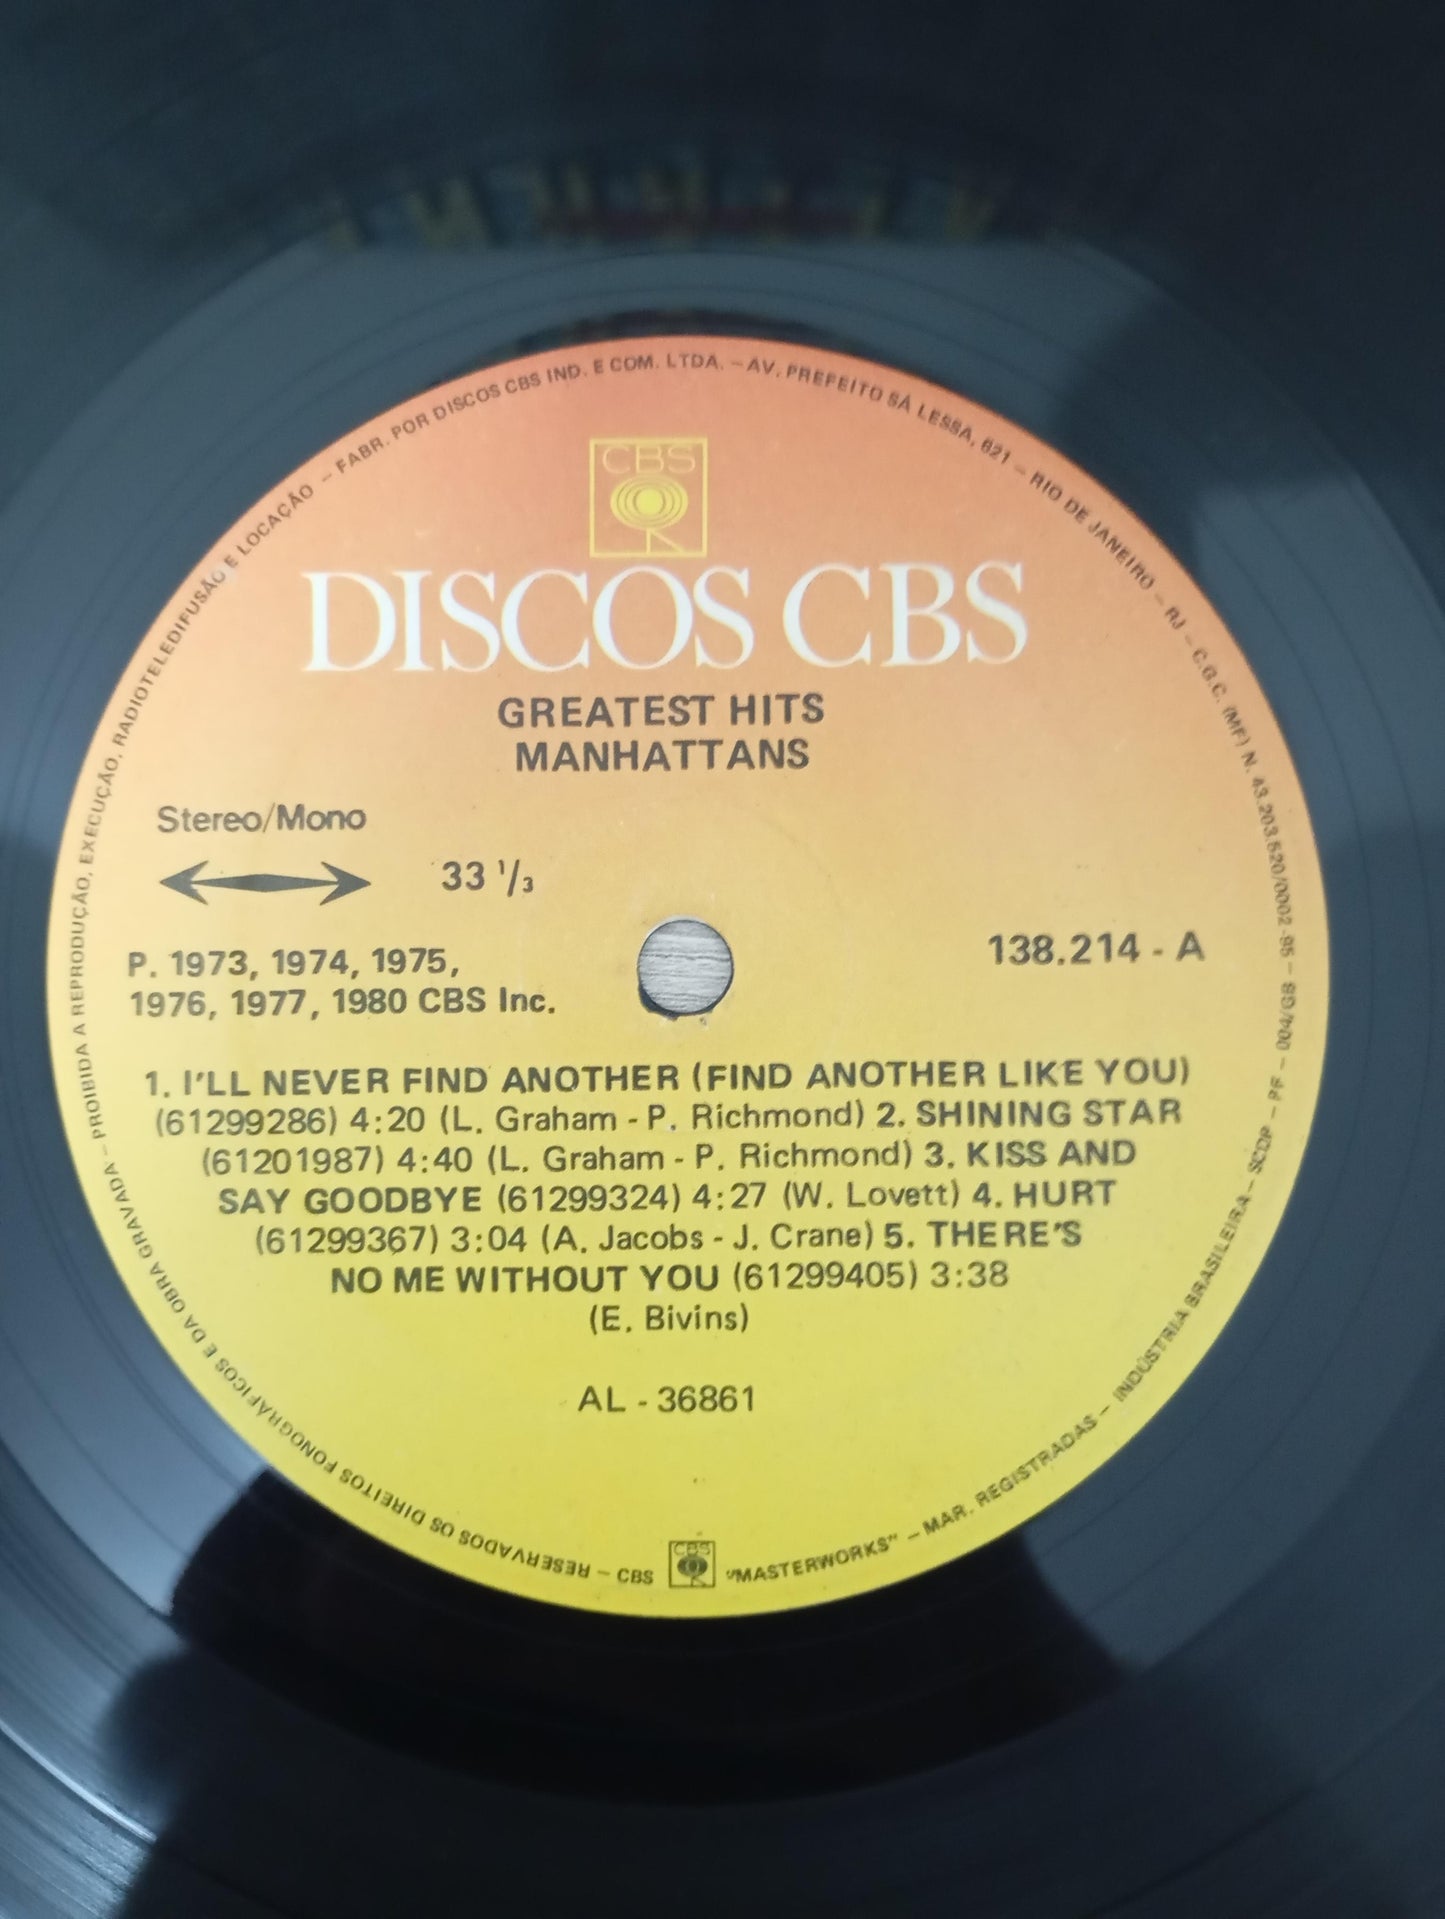 PROIBIDA A REPRODUÇÃO, EXECUÇÃO, RADIOTELEDIFUSÃO E LOCAÇÃO – FABR. POR DISCOS CBS IND. E COM. LTDA. – AV. PREFEITO SÁ LESSA, 621 – RIO DE JANEIRO – RJ – C.G.C. (MF) N. 43.203.520/0002-95 – 004/GB – PF – SCDP – INDÚSTRIA BRASILEIRA
CBS
DISCOS CBS
GREATEST HITS
MANHATTANS
Stereo/Mono
33 1/3
138.214 - A
P. 1973, 1974, 1975,
1976, 1977, 1980 CBS Inc.
1. I'LL NEVER FIND ANOTHER (FIND ANOTHER LIKE YOU)
(61299286) 4:20 (L. Graham - P. Richmond) 2. SHINING STAR
(61201987) 4:40 (L. Graham - P. Richmond) 3. KISS AND
SAY GOODBYE (61299324) 4:27 (W. Lovett) 4. HURT
(61299367) 3:04 (A. Jacobs - J. Crane) 5. THERE'S
NO ME WITHOUT YOU (61299405) 3:38
(E. Bivins)
AL - 36861
RESERVADOS OS DIREITOS FONOGRÁFICOS E DA OBRA GRAVADA – CBS CBS "MASTERWORKS" – MAR. REGISTRADAS –